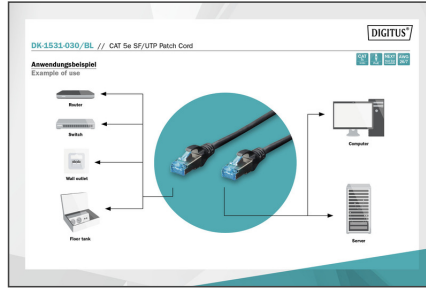 DIGITUS®
DK-1531-030/BL // CAT 5e SF/UTP Patch Cord
Anwendungsbeispiel
Example of use
Router
Switch
Wall outlet
Floor tank
Computer
Server